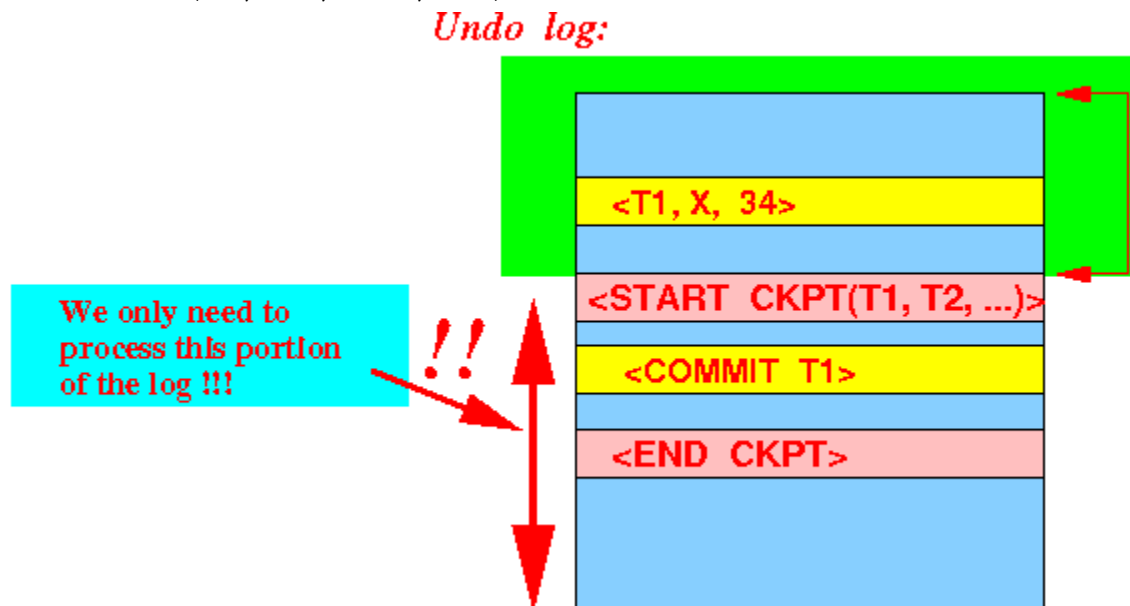 Undo log:
<T1, X, 34>
<START CKPT(T1, T2, ...)>
We only need to
process this portion
of the log !!!
!!
<COMMIT T1>
<END CKPT>